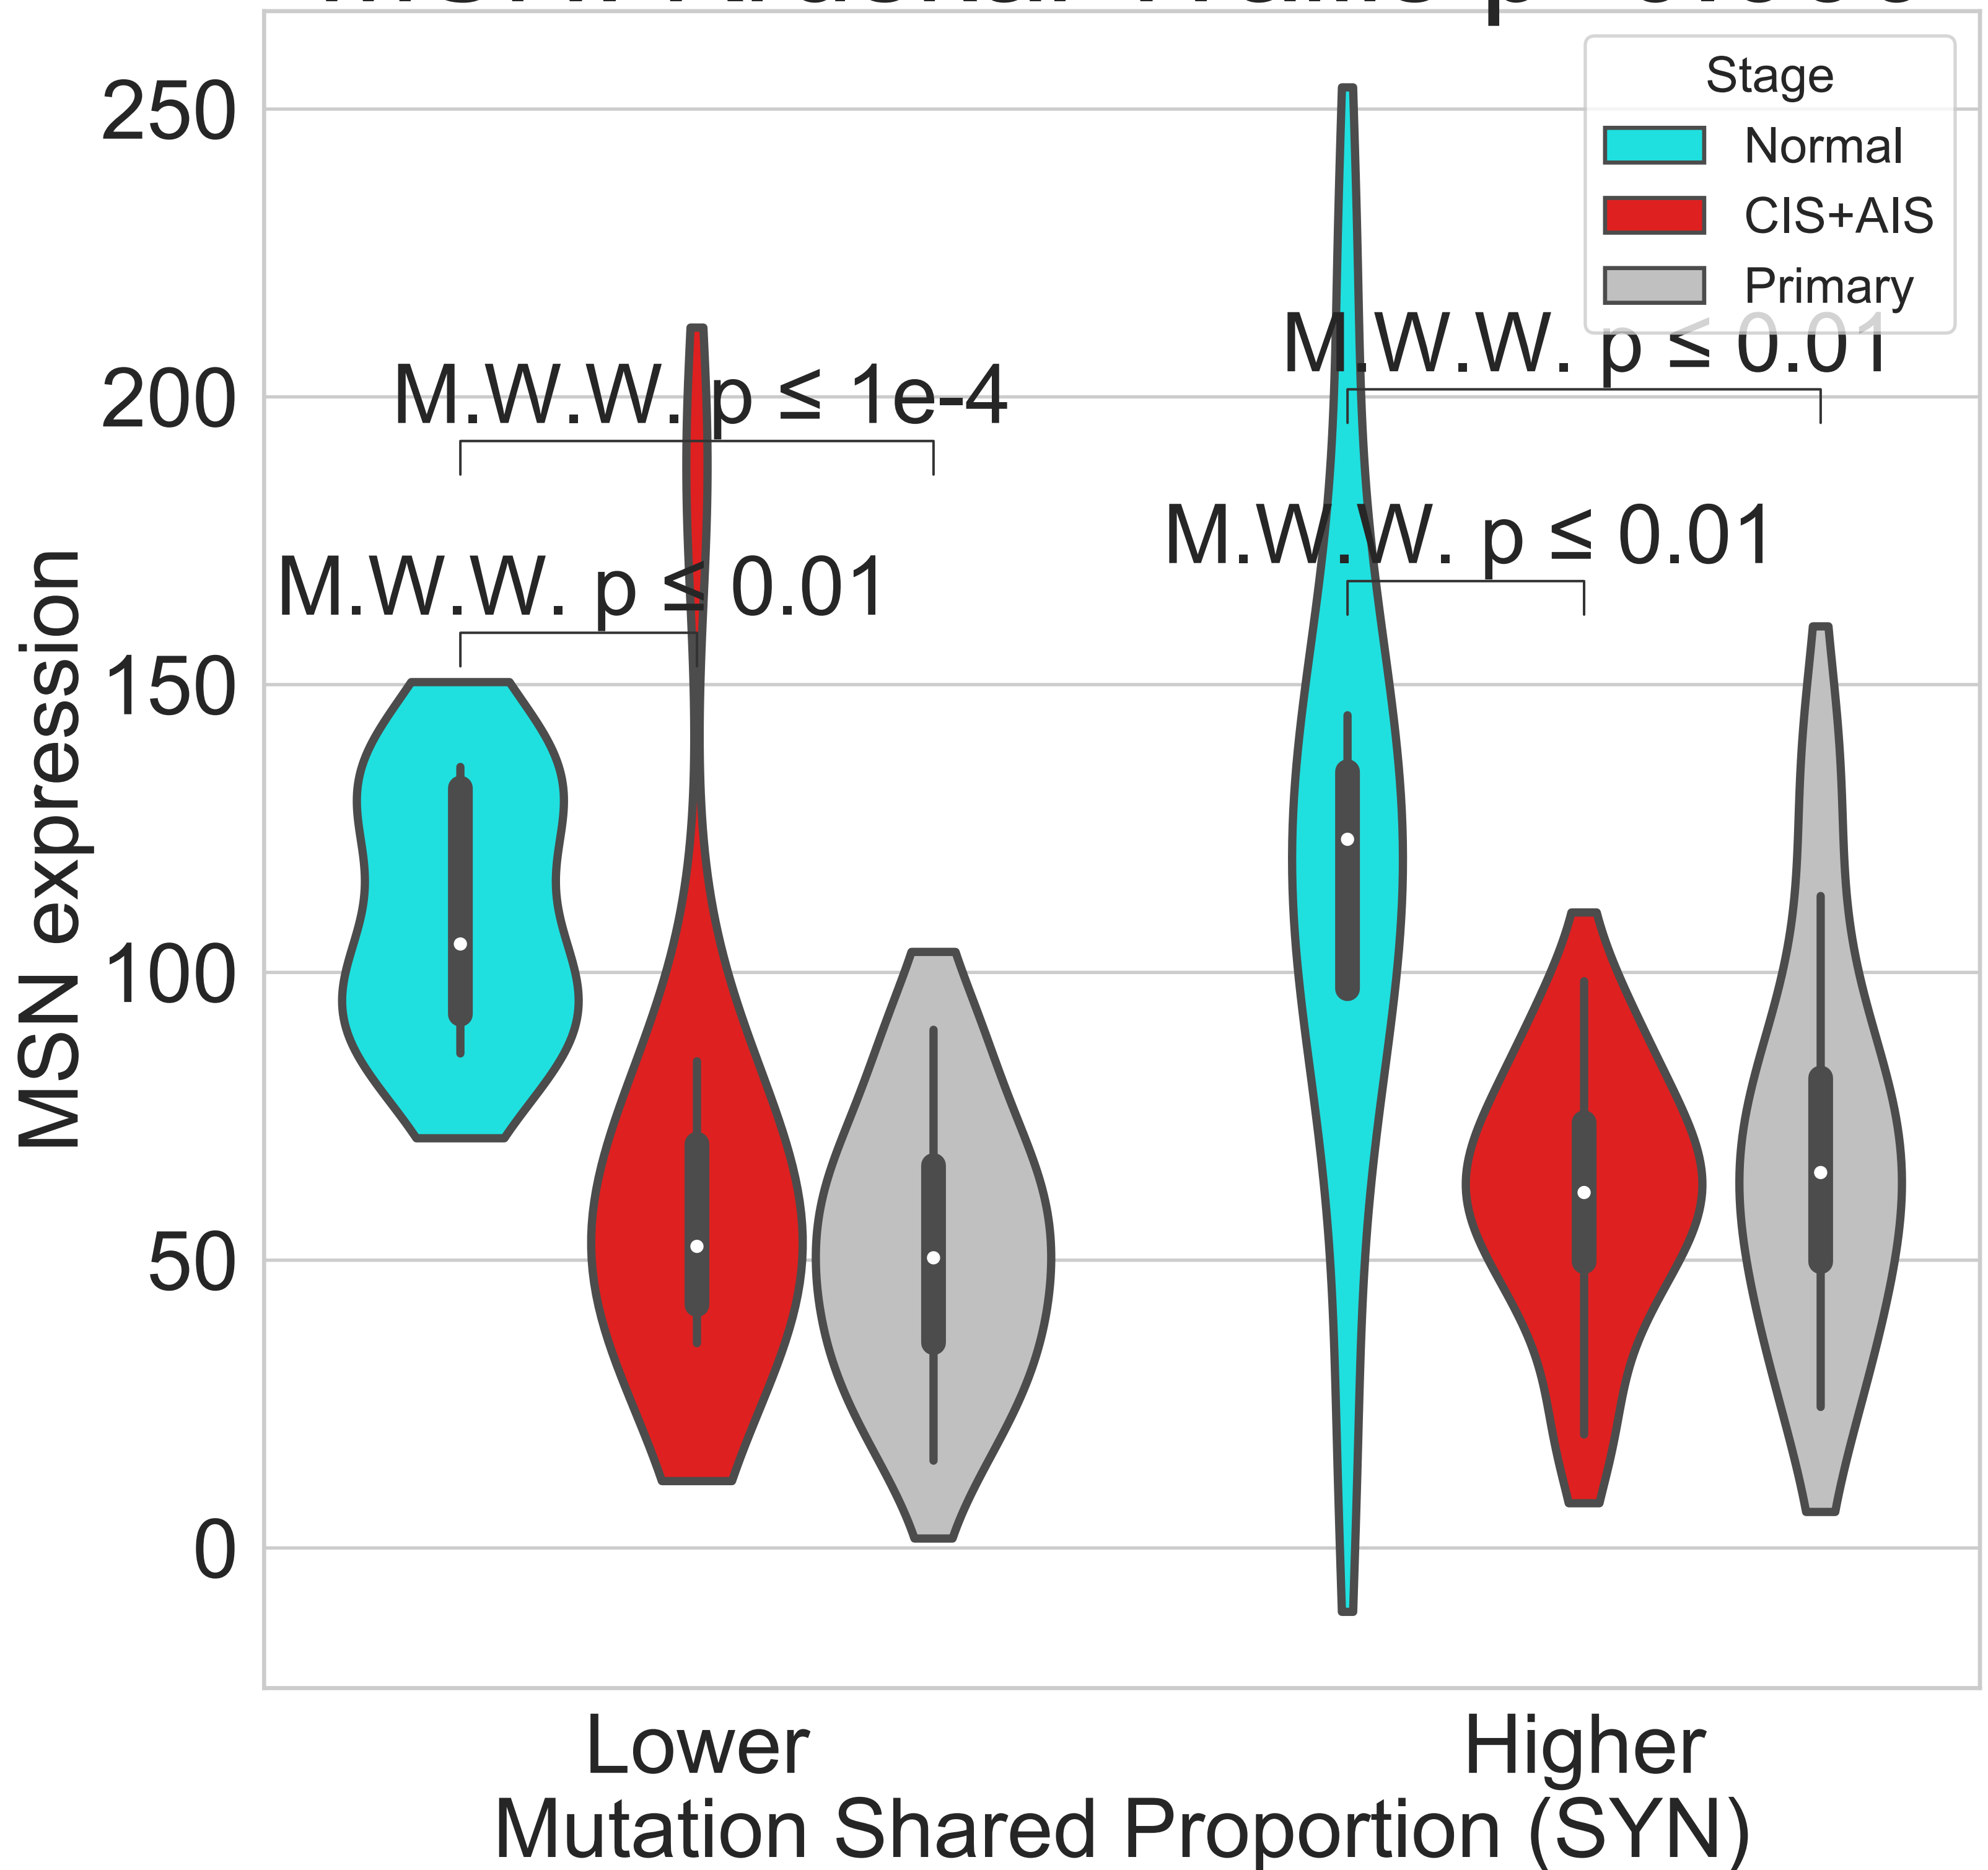 250
200
150
100
50
0
MSN expression
Stage
Normal
CIS+AIS
Primary
M.W.W. p ≤ 0.01
M.W.W. p ≤ 1e-4
M.W.W. p ≤ 0.01
M.W.W. p ≤ 0.01
Lower
Higher
Mutation Shared Proportion (SYN)